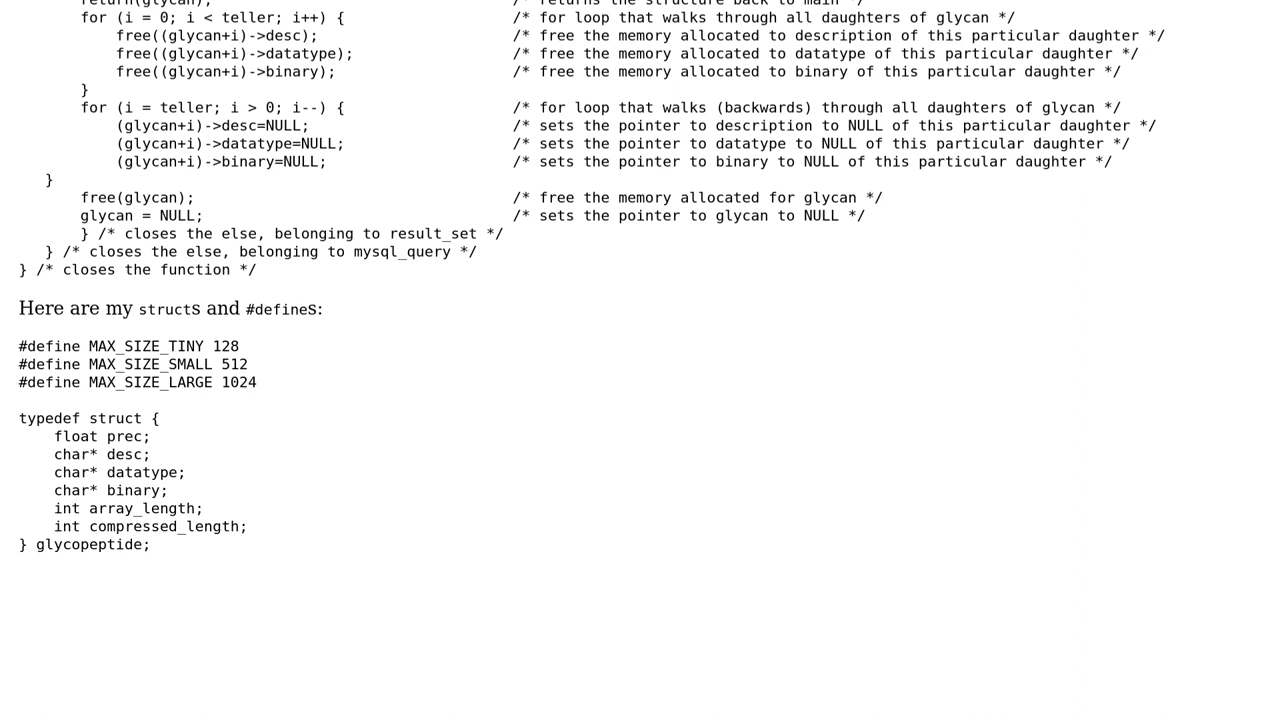 return(glycan); /* returns the structure back to main */
for (i = 0; i < teller; i++) { /* for loop that walks through all daughters of glycan */
free((glycan+i)->desc); /* free the memory allocated to description of this particular daughter */
free((glycan+i)->datatype); /* free the memory allocated to datatype of this particular daughter */
free((glycan+i)->binary); /* free the memory allocated to binary of this particular daughter */
}
for (i = teller; i > 0; i--) { /* for loop that walks (backwards) through all daughters of glycan */
(glycan+i)->desc=NULL; /* sets the pointer to description to NULL of this particular daughter */
(glycan+i)->datatype=NULL; /* sets the pointer to datatype to NULL of this particular daughter */
(glycan+i)->binary=NULL; /* sets the pointer to binary to NULL of this particular daughter */
}
free(glycan); /* free the memory allocated for glycan */
glycan = NULL; /* sets the pointer to glycan to NULL */
} /* closes the else, belonging to result_set */
} /* closes the else, belonging to mysql_query */
} /* closes the function */
Here are my structs and #defines:
#define MAX_SIZE_TINY 128
#define MAX_SIZE_SMALL 512
#define MAX_SIZE_LARGE 1024
typedef struct {
float prec;
char* desc;
char* datatype;
char* binary;
int array_length;
int compressed_length;
} glycopeptide;